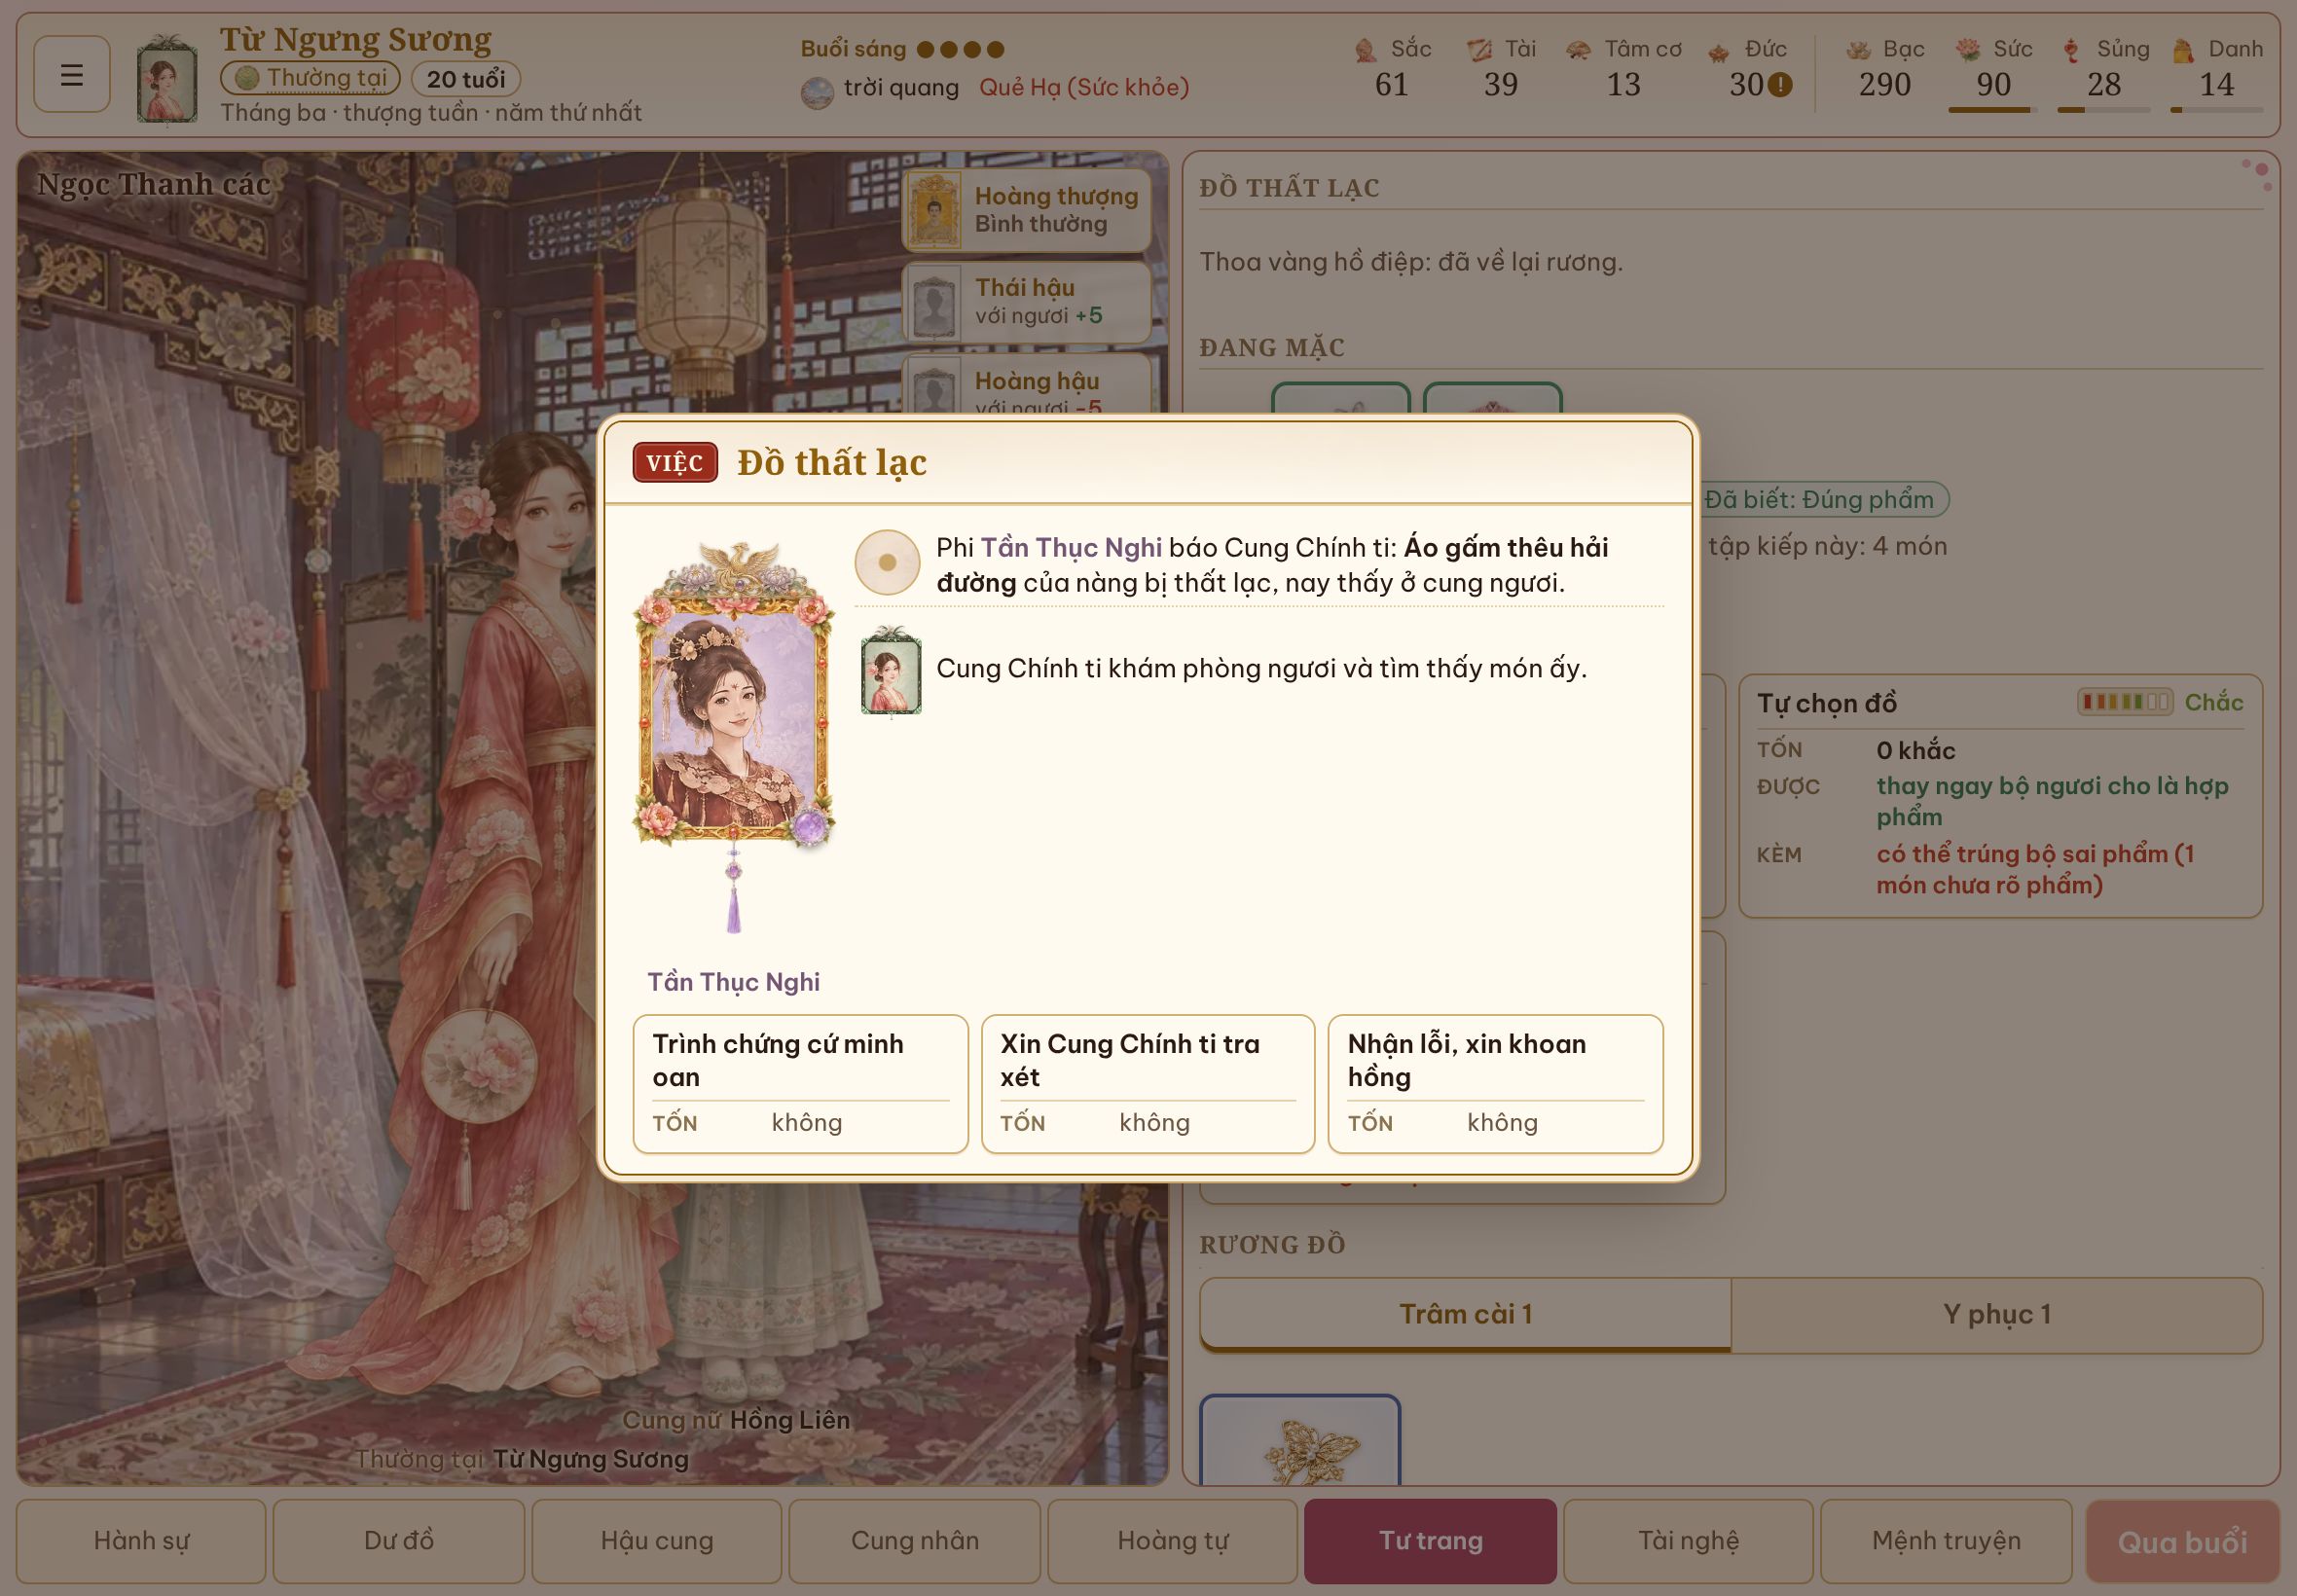 ☰
Từ Ngưng Sương
Thường tại
20 tuổi
Tháng ba · thượng tuần · năm thứ nhất
Buổi sáng
trời quang Quẻ Hạ (Sức khỏe)
Sắc
61
Tài
39
Tâm cơ
13
Đức
30!
Bạc
290
Sức
90
Sủng
28
Danh
14
Ngọc Thanh các
Hoàng thượng
Bình thường
Thái hậu
với ngươi +5
Hoàng hậu
với ngươi -5
ĐỒ THẤT LẠC
Thoa vàng hồ điệp: đã về lại rương.
ĐANG MẶC
Đã biết: Đúng phẩm
tập kiếp này: 4 món
VIỆC Đồ thất lạc
Phi Tần Thục Nghi báo Cung Chính ti: Áo gấm thêu hải
đường của nàng bị thất lạc, nay thấy ở cung ngươi.
Cung Chính ti khám phòng ngươi và tìm thấy món ấy.
Tần Thục Nghi
Trình chứng cứ minh
oan
TỐN không
Xin Cung Chính ti tra
xét
TỐN không
Nhận lỗi, xin khoan
hồng
TỐN không
Tự chọn đồ Chắc
TỐN 0 khắc
ĐƯỢC thay ngay bộ ngươi cho là hợp
phẩm
KÈM có thể trúng bộ sai phẩm (1
món chưa rõ phẩm)
RƯƠNG ĐỒ
Trâm cài 1
Y phục 1
Cung nữ Hồng Liên
Thường tại Từ Ngưng Sương
Hành sự
Dư đồ
Hậu cung
Cung nhân
Hoàng tự
Tư trang
Tài nghệ
Mệnh truyện
Qua buổi